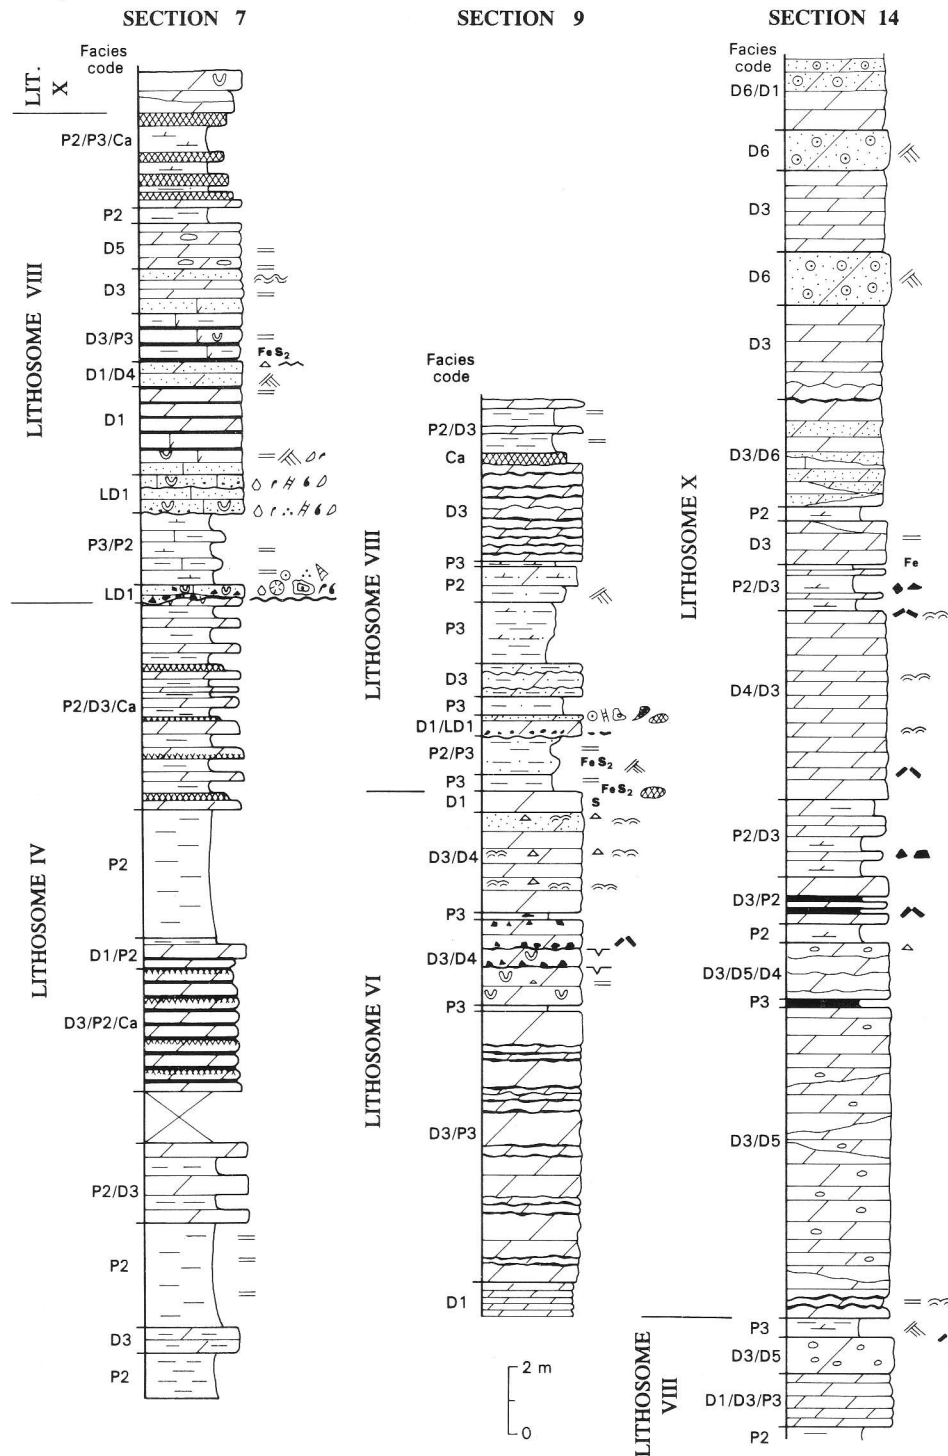 SECTION 7
Facies
code
LIT.
X
P2/P3/Ca
P2
D5
D3
D3/P3
FeS2
D1/D4
D1
LD1
P3/P2
LD1
LITHOSOME VIII
P2/D3/Ca
P2
D1/P2
D3/P2/Ca
P2/D3
P2
D3
P2
LITHOSOME IV
SECTION 9
Facies
code
P2/D3
Ca
D3
P3
P2
P3
D3
P3
D1/LD1
P2/P3
FeS2
P3
LITHOSOME VIII
FeS2
D1
S
D3/D4
P3
D3/D4
P3
D3/P3
D1
LITHOSOME VI
2 m
0
SECTION 14
Facies
code
D6/D1
D6
D3
D6
D3
D3/D6
P2
D3
Fe
P2/D3
D4/D3
P2/D3
D3/P2
P2
D3/D5/D4
P3
D3/D5
LITHOSOME X
P3
D3/D5
D1/D3/P3
P2
LITHOSOME
VIII